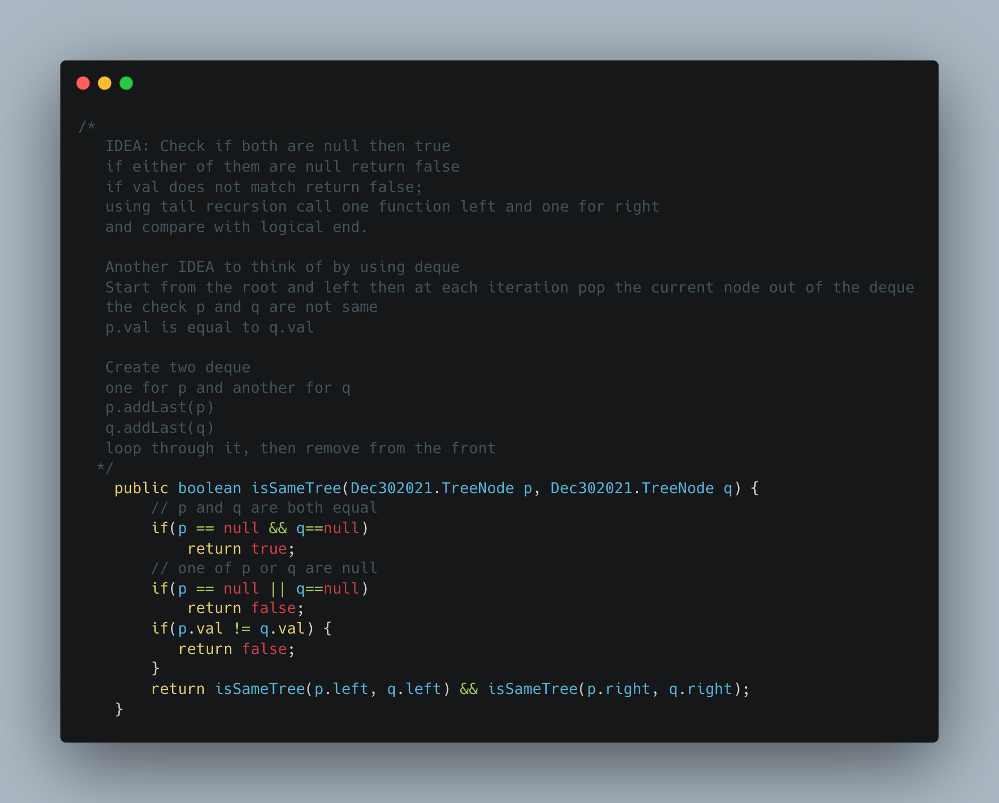 /*
IDEA: Check if both are null then true
if either of them are null return false
if val does not match return false;
using tail recursion call one function left and one for right
and compare with logical end.
Another IDEA to think of by using deque
Start from the root and left then at each iteration pop the current node out of the deque
the check p and q are not same
p.val is equal to q.val
Create two deque
one for p and another for q
p.addLast(p)
q.addLast(q)
loop through it, then remove from the front
*/
public boolean isSameTree(Dec302021.TreeNode p, Dec302021.TreeNode q) {
// p and q are both equal
if(p == null && q==null)
return true;
// one of p or q are null
if(p == null || q==null)
return false;
if(p.val != q.val) {
return false;
}
return isSameTree(p.left, q.left) && isSameTree(p.right, q.right);
}